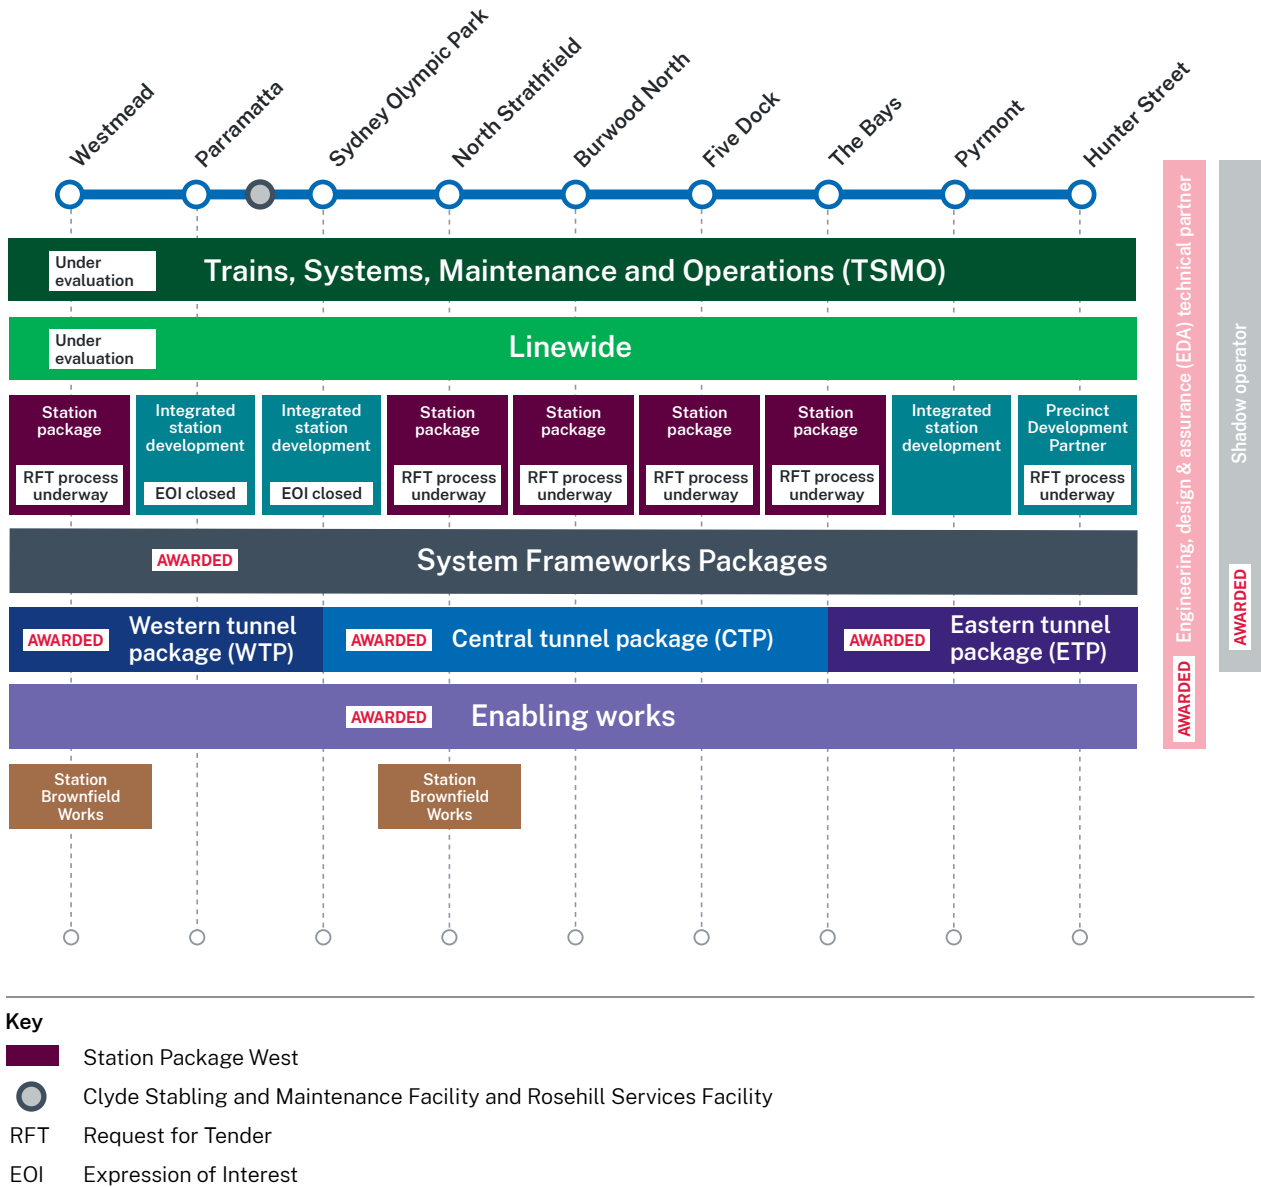 Westmead
Parramatta
Sydney Olympic Park
North Strathfield
Burwood North
Five Dock
The Bays
Pyrmont
Hunter Street
Under
evaluation
Trains, Systems, Maintenance and Operations (TSMO)
Under
evaluation
Linewide
Station
package
RFT process
underway
Integrated
station
development
EOI closed
Integrated
station
development
EOI closed
Station
package
RFT process
underway
Station
package
RFT process
underway
Station
package
RFT process
underway
Station
package
RFT process
underway
Integrated
station
development
Precinct
Development
Partner
RFT process
underway
AWARDED
System Frameworks Packages
AWARDED
Western tunnel
package (WTP)
AWARDED
Central tunnel package (CTP)
AWARDED
Eastern tunnel
package (ETP)
AWARDED
Enabling works
Station
Brownfield
Works
Station
Brownfield
Works
AWARDED Engineering, design & assurance (EDA) technical partner
AWARDED
Shadow operator
Key
Station Package West
Clyde Stabling and Maintenance Facility and Rosehill Services Facility
RFT Request for Tender
EOI Expression of Interest